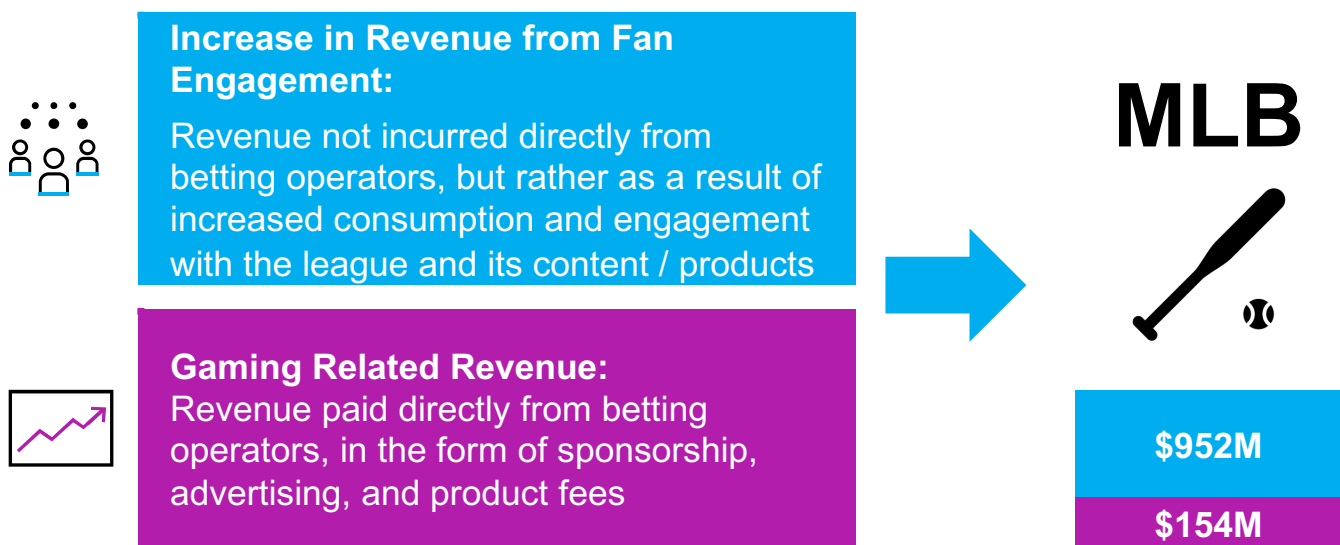 Increase in Revenue from Fan
Engagement:
Revenue not incurred directly from
betting operators, but rather as a result of
increased consumption and engagement
with the league and its content / products
Gaming Related Revenue:
Revenue paid directly from betting
operators, in the form of sponsorship,
advertising, and product fees
MLB
$952M
$154M